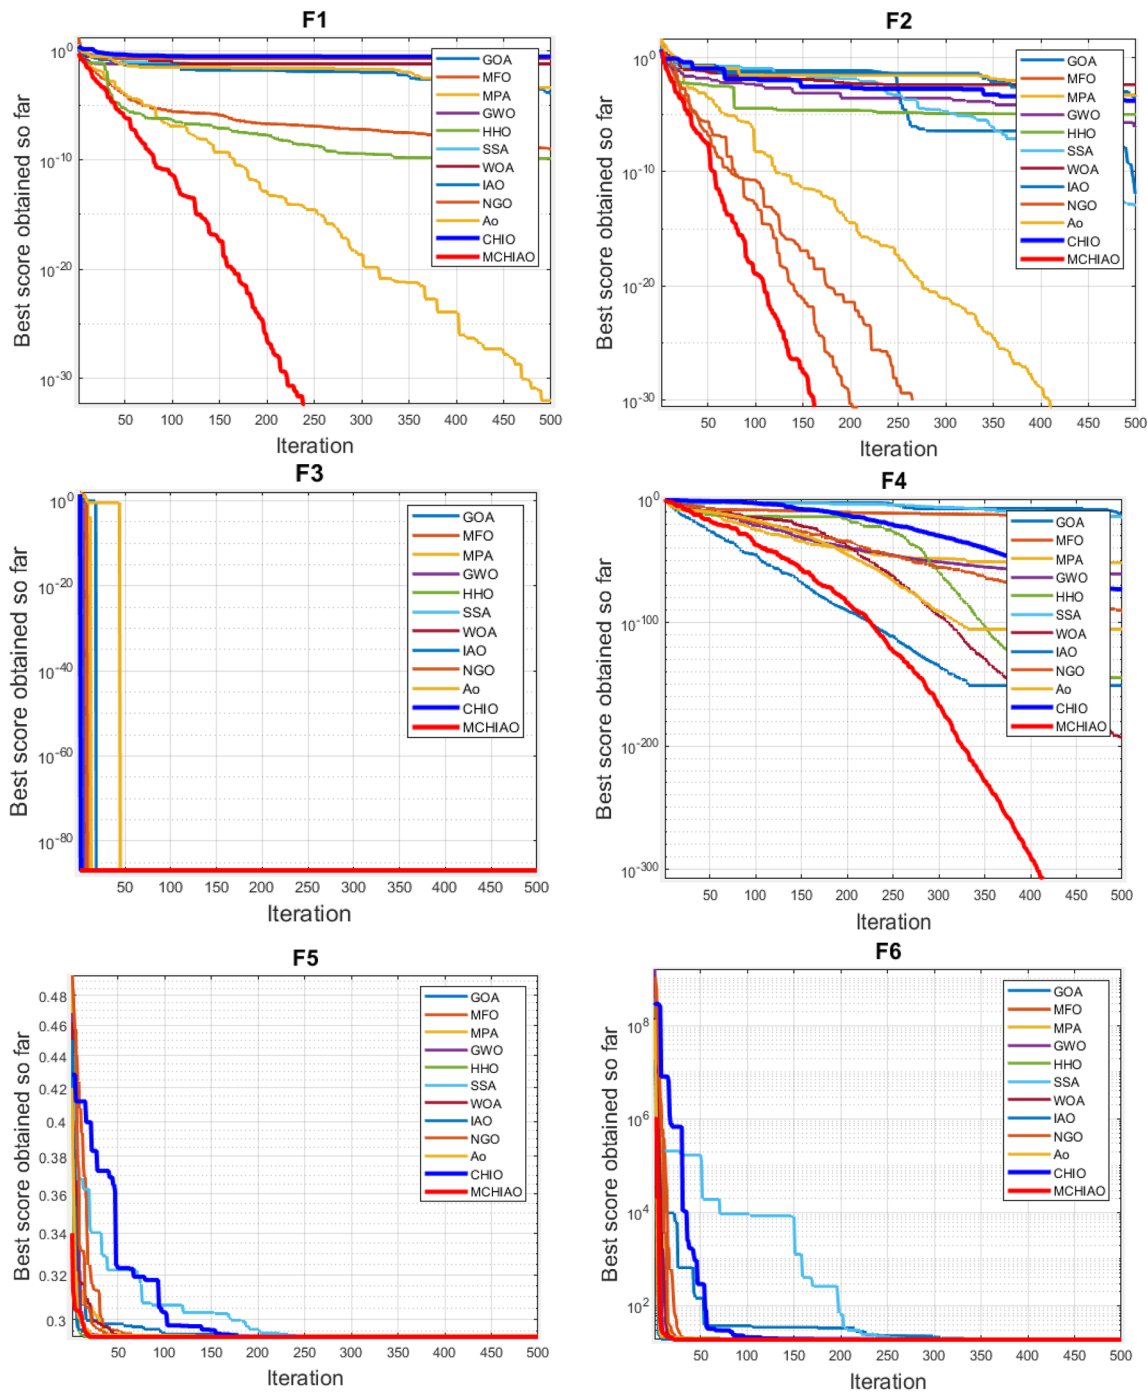 F1
Best score obtained so far
10^0
10^-5
10^-10
10^-20
10^-30
GOA
MFO
MPA
GWO
HHO
SSA
WOA
IAO
NGO
Ao
CHIO
MCHIAO
50 100 150 200 250 300 350 400 450 500
Iteration
F2
Best score obtained so far
10^0
10^-5
10^-10
10^-20
10^-30
GOA
MFO
MPA
GWO
HHO
SSA
WOA
IAO
NGO
Ao
CHIO
MCHIAO
50 100 150 200 250 300 350 400 450 500
Iteration
F3
Best score obtained so far
10^0
10^-20
10^-40
10^-60
10^-80
GOA
MFO
MPA
GWO
HHO
SSA
WOA
IAO
NGO
Ao
CHIO
MCHIAO
50 100 150 200 250 300 350 400 450 500
Iteration
F4
Best score obtained so far
10^0
10^-100
10^-200
10^-300
GOA
MFO
MPA
GWO
HHO
SSA
WOA
IAO
NGO
Ao
CHIO
MCHIAO
50 100 150 200 250 300 350 400 450 500
Iteration
F5
Best score obtained so far
0.48
0.46
0.44
0.42
0.4
0.38
0.36
0.34
0.32
0.3
GOA
MFO
MPA
GWO
HHO
SSA
WOA
IAO
NGO
Ao
CHIO
MCHIAO
50 100 150 200 250 300 350 400 450 500
Iteration
F6
Best score obtained so far
10^8
10^6
10^4
10^2
GOA
MFO
MPA
GWO
HHO
SSA
WOA
IAO
NGO
Ao
CHIO
MCHIAO
50 100 150 200 250 300 350 400 450 500
Iteration